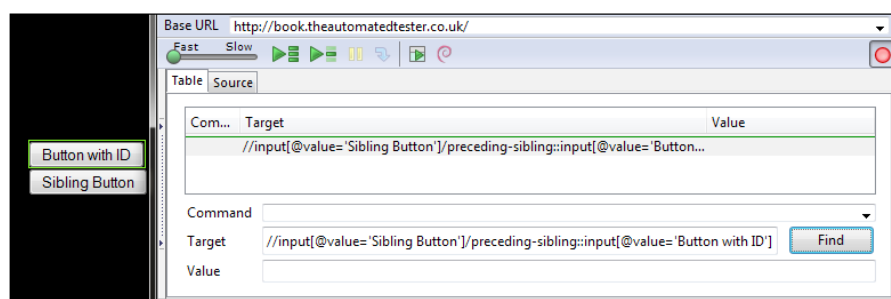 Base URL http://book.theautomatedtester.co.uk/
Fast Slow
Table Source
Com... Target Value
//input[@value='Sibling Button']/preceding-sibling::input[@value='Button...
Button with ID
Sibling Button
Command
Target //input[@value='Sibling Button']/preceding-sibling::input[@value='Button with ID'] Find
Value